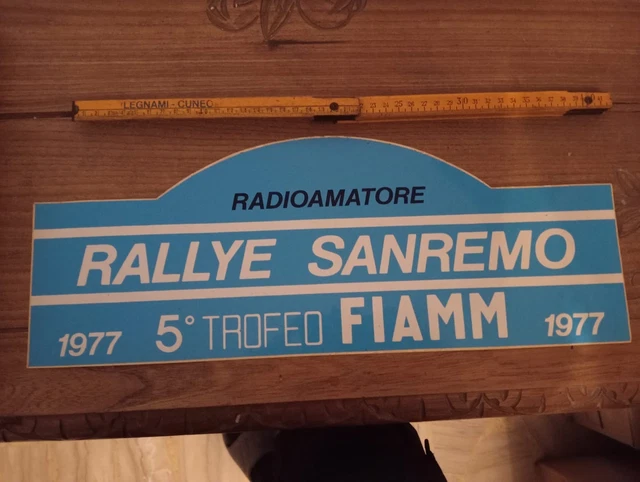 LEGNAMI - CUNEO
RADIOAMATORE
RALLYE SANREMO
1977 5° TROFEO FIAMM 1977